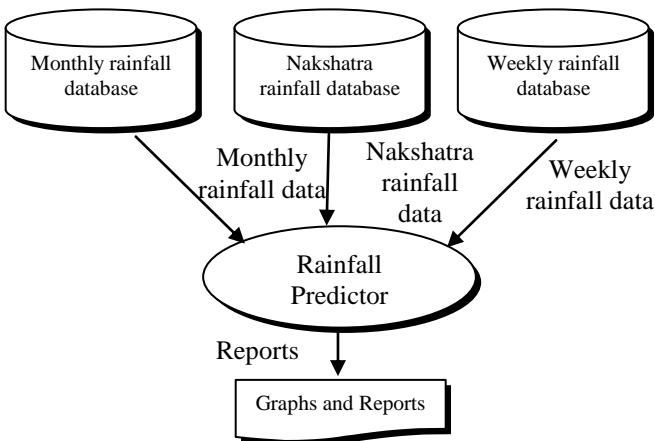 Monthly rainfall
database
Nakshatra
rainfall database
Weekly rainfall
database
Monthly
rainfall data
Nakshatra
rainfall
data
Weekly
rainfall data
Rainfall
Predictor
Reports
Graphs and Reports